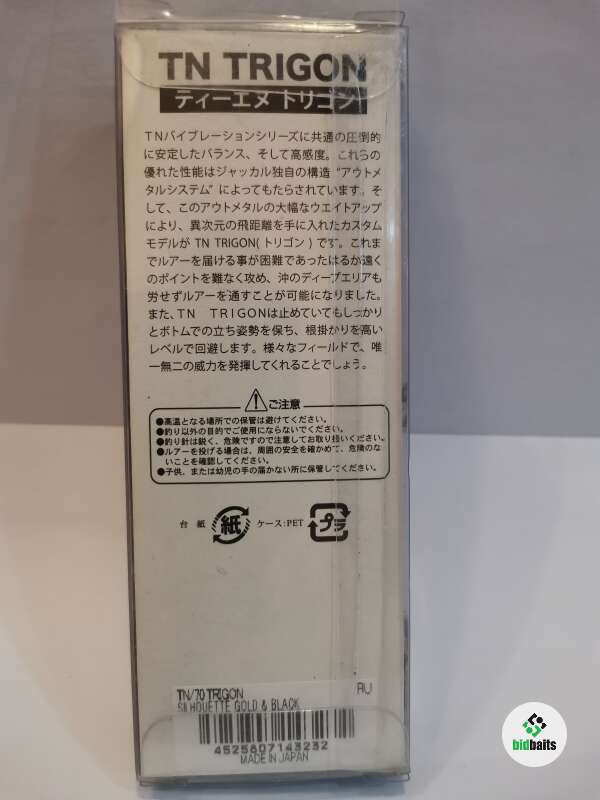 TN TRIGON
ティーエヌ トリゴン
TNバイブレーションシリーズに共通の圧倒的
に安定したバランス、そして高感度。これらの
優れた性能はジャッカル独自の構造 “アウトメ
タルシステム” によってもたらされています。そ
して、このアウトメタルの大幅なウエイトアップ
により、異次元の飛距離を手に入れたカスタム
モデルが TN TRIGON(トリゴン) です。これま
でルアーを届ける事が困難であったはるか遠く
のポイントを難なく攻め、沖のディープエリアも
労せずルアーを通すことが可能になりました。
また、TN TRIGONは止めていてもしっかり
とボトムでの立ち姿勢を保ち、根掛かりを高い
レベルで回避します。様々なフィールドで、唯
一無二の威力を発揮してくれることでしょう。
ご注意
●高温となる場所での保管は避けてください。
●釣り以外の目的でご使用にならないでください。
●釣り針は鋭く、危険ですので注意してお取り扱いください。
●ルアーを投げる場合は、周囲の安全を確かめて、危険のな
いことを確認してください。
●子供、または幼児の手の届かない所に保管してください。
台 紙 紙 ケース:PET プラ
TN/70 TRIGON RU
SILHOUETTE GOLD & BLACK
4525807143232
MADE IN JAPAN
bidbaits